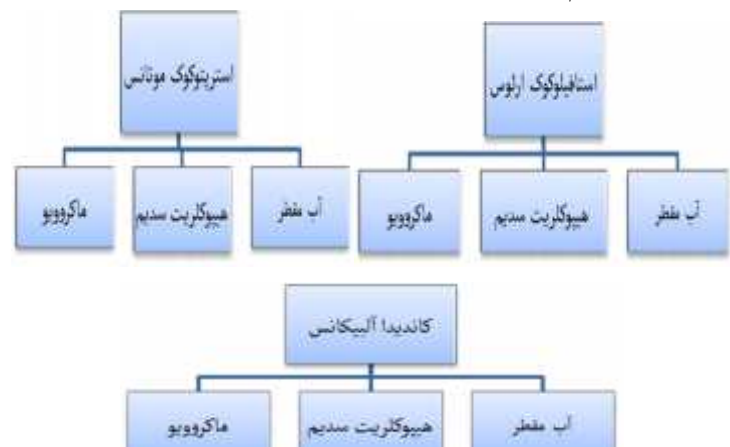 استافیلوکوک ارلوس
آب مقطر
هیپوکلریت سدیم
ماکروویو
استرپتوکوک موتانس
آب مقطر
هیپوکلریت سدیم
ماکروویو
کاندیدا آلبیکانس
آب مقطر
هیپوکلریت سدیم
ماکروویو